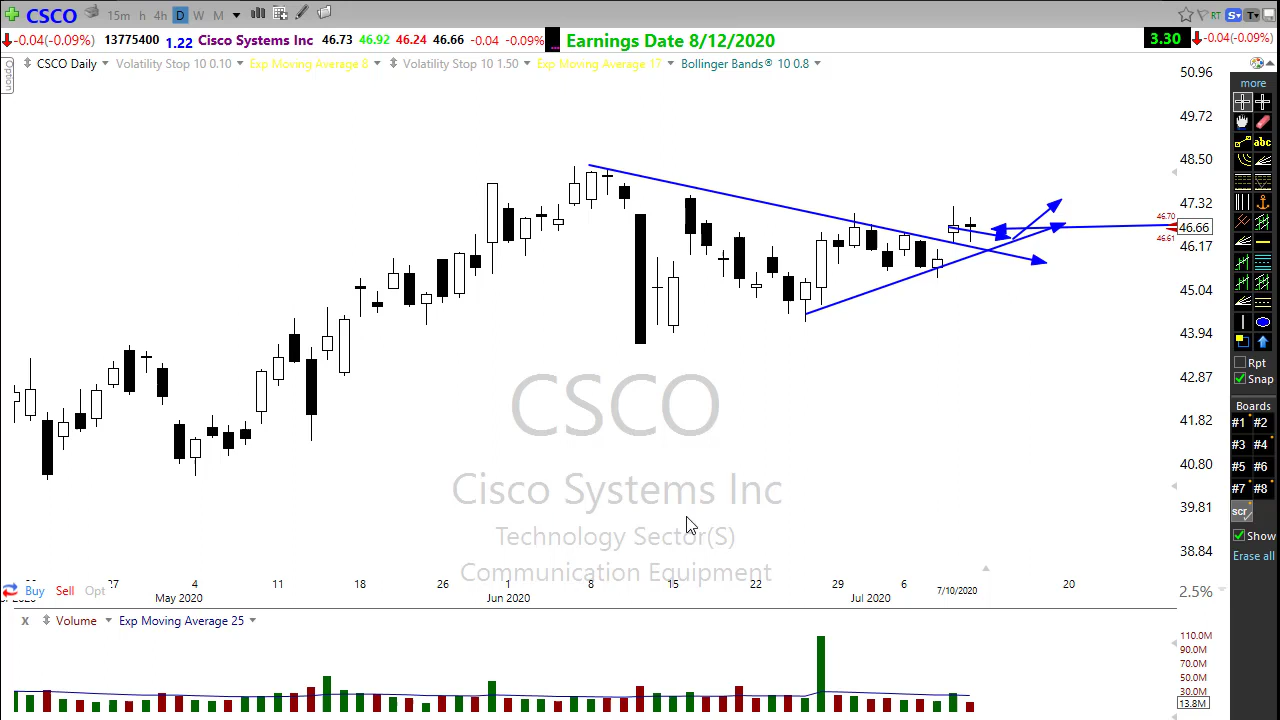 CSCO 15m h 4h D W M RT S T
-0.04(-0.09%) 13775400 1.22 Cisco Systems Inc 46.73 46.92 46.24 46.66 -0.04 -0.09% Earnings Date 8/12/2020 3.30 -0.04(-0.09%)
Option
CSCO Daily Volatility Stop 10 0.10 Exp Moving Average 8 Volatility Stop 10 1.50 Exp Moving Average 17 Bollinger Bands® 10 0.8
50.96
49.72
48.50
47.32
46.70
46.66
46.61
46.17
45.04
43.94
42.87
41.82
40.80
39.81
38.84
2.5%
CSCO
Cisco Systems Inc
Technology Sector(S)
Communication Equipment
4 11 18 26 1 8 15 22 29 6 7/10/2020 20
May 2020 Jun 2020 Jul 2020
Buy Sell Opt
x Volume Exp Moving Average 25
110.0M
90.0M
70.0M
50.0M
30.0M
13.8M
more
abc
Rpt
Snap
Boards
#1 #2
#3 #4
#5 #6
#7 #8
scr
Show
Erase all